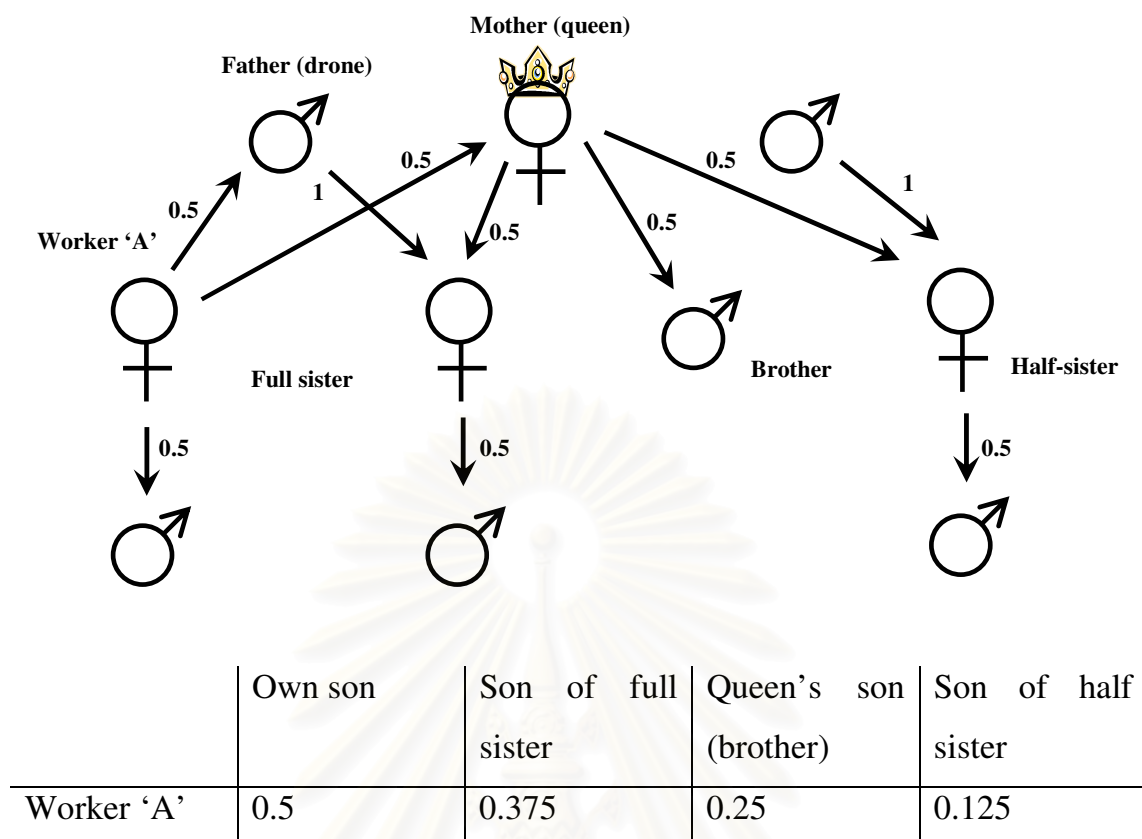 Mother (queen)
Father (drone)
0.5
0.5
1
0.5
1
0.5
0.5
Worker ‘A’
Full sister
Brother
Half-sister
0.5
0.5
0.5
Own son
Son of full
sister
Queen’s son
(brother)
Son of half
sister
Worker ‘A’ 0.5 0.375 0.25 0.125